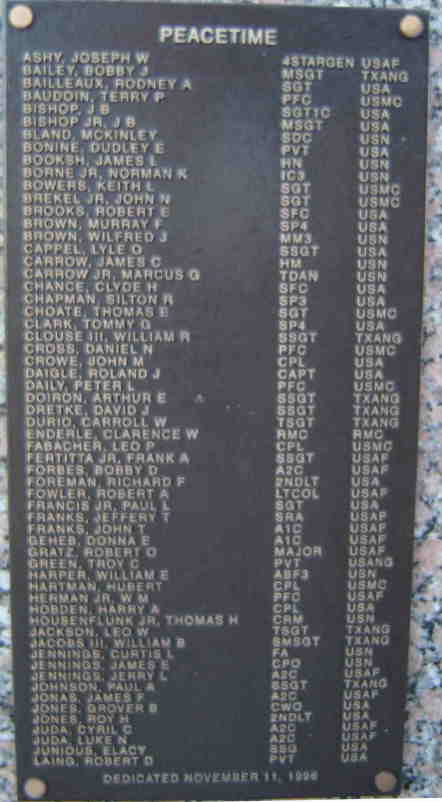 PEACETIME
ASHY, JOSEPH W 4STARGEN USAF
BAILEY, BOBBY J MSGT TXANG
BAILLEAUX, RODNEY A SGT USA
BAUDOIN, TERRY P PFC USMC
BISHOP, J B SGT1C USA
BISHOP JR, J B MSGT USA
BLAND, MCKINLEY SDC USN
BONINE, DUDLEY E PVT USA
BOOKSH, JAMES L HN USN
BORNE JR, NORMAN K IC3 USN
BOWERS, KEITH L SGT USMC
BREKEL JR, JOHN N SGT USMC
BROOKS, ROBERT E SFC USA
BROWN, MURRAY F SP4 USA
BROWN, WILFRED J MM3 USN
CAPPEL, LYLE O SSGT USA
CARROW, JAMES C HM USN
CARROW JR, MARCUS G TDAN USN
CHANCE, CLYDE H SFC USA
CHAPMAN, SILTON R SP3 USA
CHOATE, THOMAS E SGT USMC
CLARK, TOMMY G SP4 USA
CLOUSE III, WILLIAM R SSGT TXANG
CROSS, DANIEL N PFC USMC
CROWE, JOHN M CPL USA
DAIGLE, ROLAND J CAPT USA
DAILY, PETER L PFC USMC
DOIRON, ARTHUR E SSGT TXANG
DRETKE, DAVID J SSGT TXANG
DURIO, CARROLL W TSGT TXANG
ENDERLE, CLARENCE W RMC RMC
FABACHER, LEO P CPL USMC
FERTITTA JR, FRANK A SSGT USAF
FORBES, BOBBY D A2C USAF
FOREMAN, RICHARD F 2NDLT USA
FOWLER, ROBERT A LTCOL USAF
FRANCIS JR, PAUL L SGT USA
FRANKS, JEFFERY T SRA USAF
FRANKS, JOHN T A1C USAF
GEHEB, DONNA E A1C USAF
GRATZ, ROBERT O MAJOR USAF
GREEN, TROY C PVT USANG
HARPER, WILLIAM E ABF3 USN
HARTMAN, HUBERT CPL USMC
HERMAN JR, W M PFC USAF
HOBDEN, HARRY A CPL USA
HOUSENFLUNK JR, THOMAS H CRM USN
JACKSON, LEO W TSGT TXANG
JACOBS III, WILLIAM B SMSGT TXANG
JENNINGS, CURTIS L FA USN
JENNINGS, JAMES E CPO USN
JENNINGS, JERRY L A2C USAF
JOHNSON, PAUL A SSGT TXANG
JONAS, JAMES F A2C USAF
JONES, GROVER B CWO USA
JONES, ROY H 2NDLT USA
JUDA, CYRIL C A2C USAF
JUDA, LUKE N A2C USAF
JUNIOUS, ELACY SSG USA
LAING, ROBERT D PVT USA
DEDICATED NOVEMBER 11, 1996